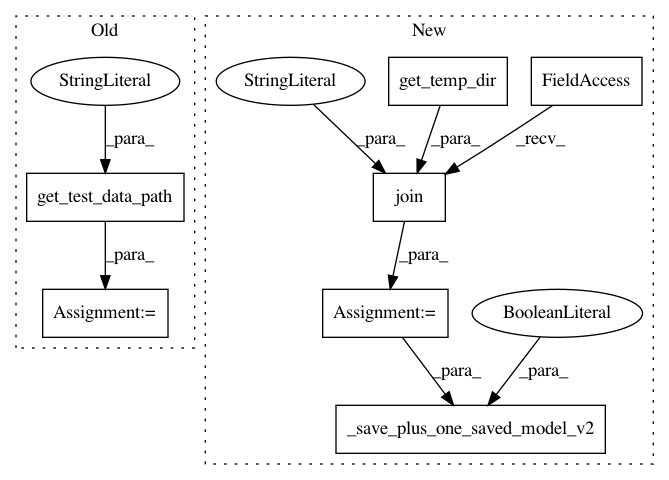 Old
New
StringLiteral
StringLiteral
get_temp_dir
FieldAccess
_para_
_para_
_para_
_recv_
get_test_data_path
join
_para_
_para_
Assignment:=
Assignment:=
BooleanLiteral
_para_
_para_
_save_plus_one_saved_model_v2